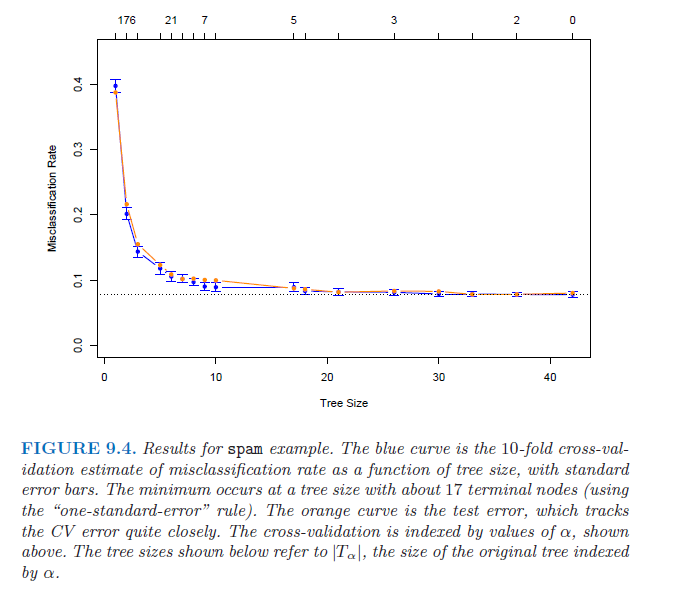 176 21 7 5 3 2 0
0.4
0.3
0.2
0.1
0.0
Misclassification Rate
0 10 20 30 40
Tree Size
FIGURE 9.4. Results for spam example. The blue curve is the 10-fold cross-val-
idation estimate of misclassification rate as a function of tree size, with standard
error bars. The minimum occurs at a tree size with about 17 terminal nodes (using
the “one-standard-error” rule). The orange curve is the test error, which tracks
the CV error quite closely. The cross-validation is indexed by values of α, shown
above. The tree sizes shown below refer to |Tα|, the size of the original tree indexed
by α.